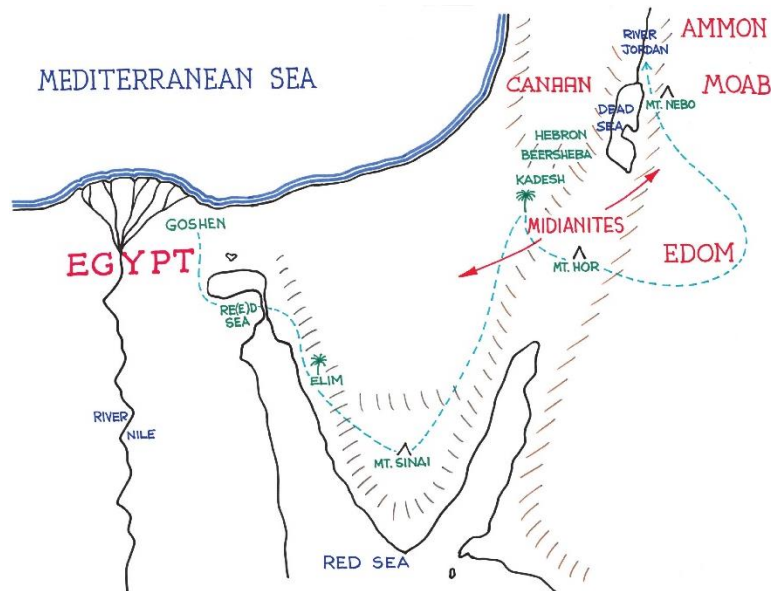 AMMON
RIVER
JORDAN
MEDITERRANEAN SEA
CANAAN
MOAB
DEAD
SEA
MT. NEBO
HEBRON
BEERSHEBA
KADESH
GOSHEN
MIDIANITES
EGYPT
EDOM
MT. HOR
RE(E)D
SEA
ELIM
RIVER
NILE
MT. SINAI
RED SEA